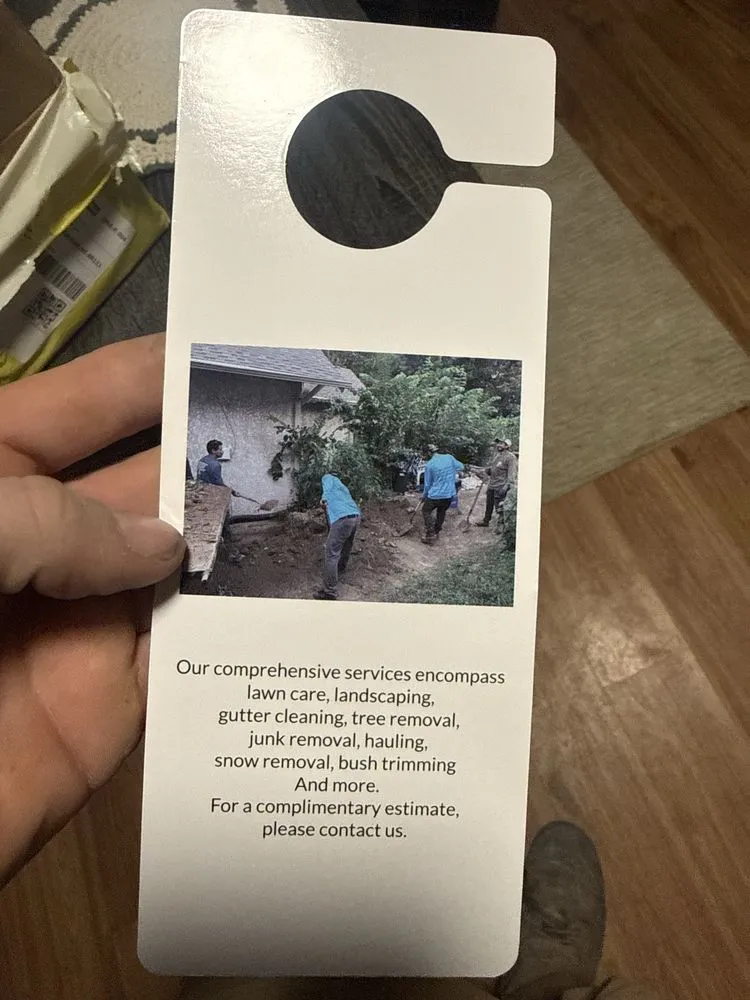 Our comprehensive services encompass
lawn care, landscaping,
gutter cleaning, tree removal,
junk removal, hauling,
snow removal, bush trimming
And more.
For a complimentary estimate,
please contact us.